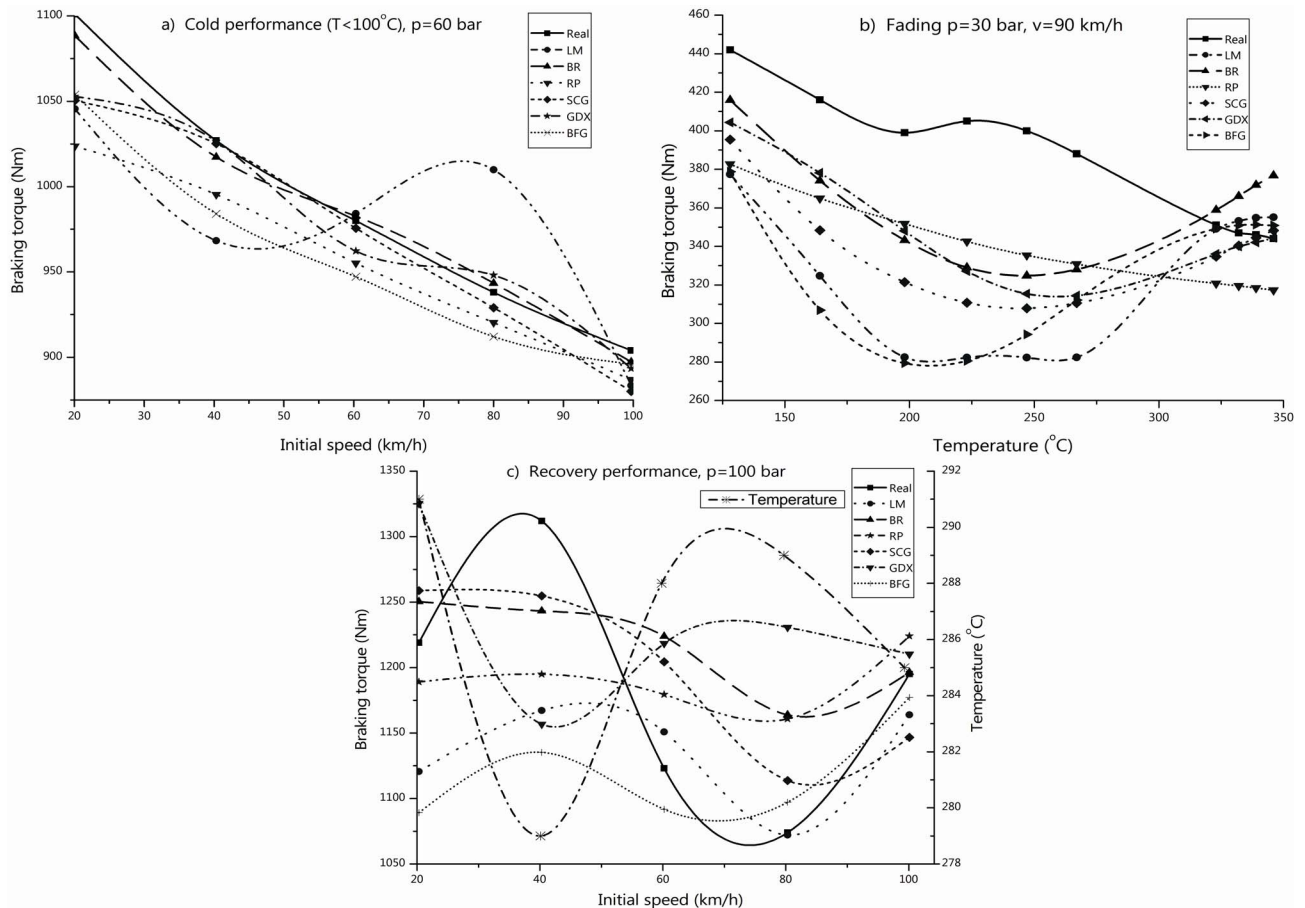 a) Cold performance (T<100°C), p=60 bar
1100
1050
1000
950
900
Braking torque (Nm)
20 30 40 50 60 70 80 90 100
Initial speed (km/h)
Real
LM
BR
RP
SCG
GDX
BFG
b) Fading p=30 bar, v=90 km/h
460
440
420
400
380
360
340
320
300
280
260
Braking torque (Nm)
150 200 250 300 350
Temperature (°C)
Real
LM
BR
RP
SCG
GDX
BFG
c) Recovery performance, p=100 bar
Temperature
1350
1300
1250
1200
1150
1100
1050
Braking torque (Nm)
20 40 60 80 100
Initial speed (km/h)
292
290
288
286
284
282
280
278
Temperature (°C)
Real
LM
BR
RP
SCG
GDX
BFG